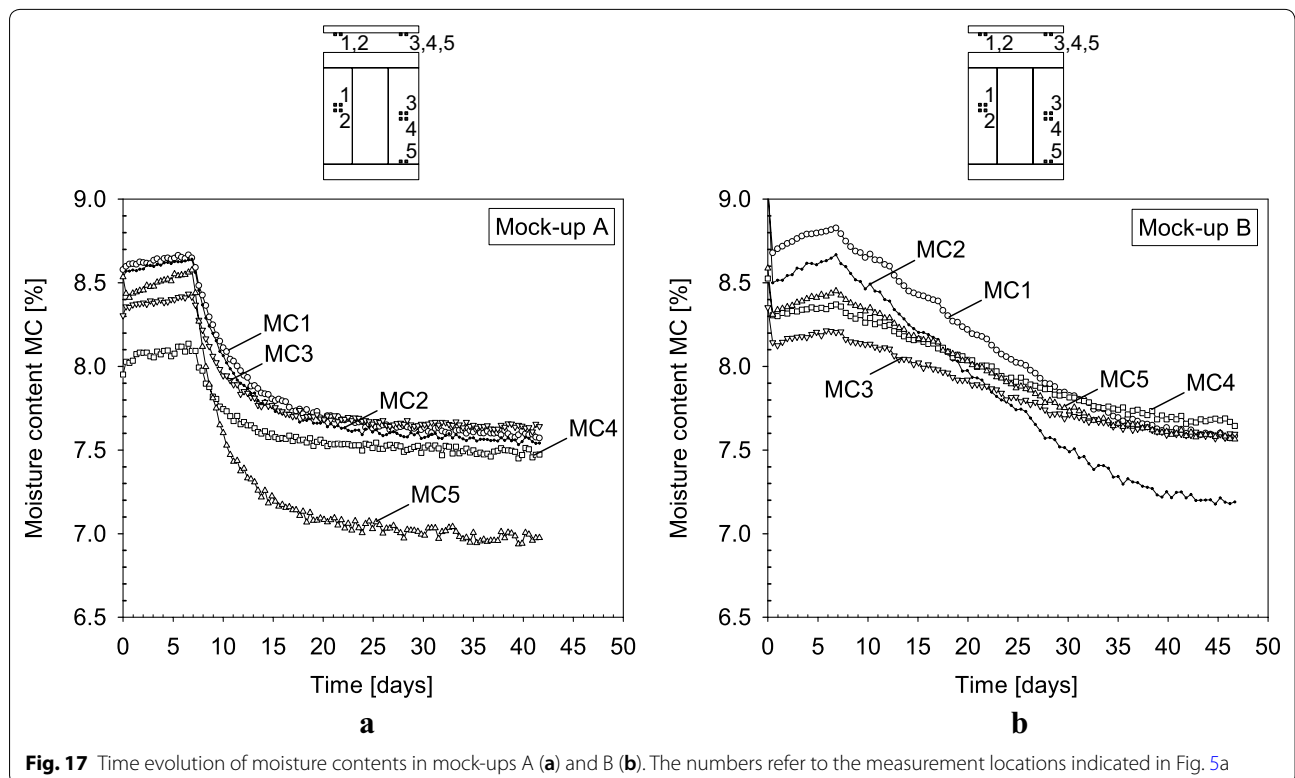 1,2 3,4,5
1
2
3
4
5
1,2 3,4,5
1
2
3
4
5
Mock-up A
9.0
8.5
8.0
7.5
7.0
6.5
Moisture content MC [%]
MC1
MC3
MC2
MC4
MC5
0 5 10 15 20 25 30 35 40 45 50
Time [days]
a
Mock-up B
9.0
8.5
8.0
7.5
7.0
6.5
Moisture content MC [%]
MC2
MC1
MC3
MC5
MC4
0 5 10 15 20 25 30 35 40 45 50
Time [days]
b
Fig. 17 Time evolution of moisture contents in mock-ups A (a) and B (b). The numbers refer to the measurement locations indicated in Fig. 5a